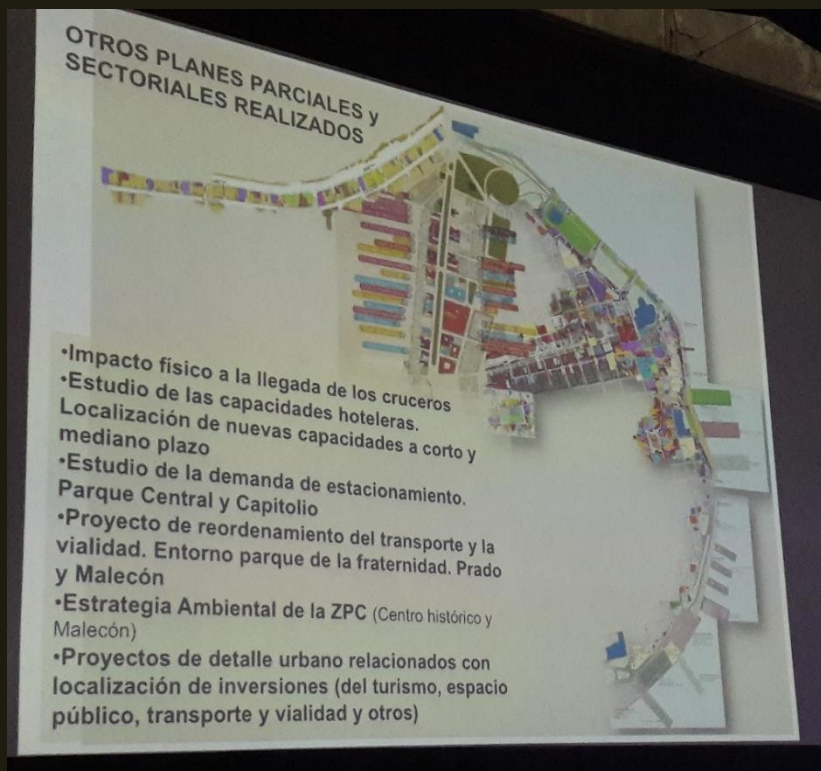 OTROS PLANES PARCIALES y
SECTORIALES REALIZADOS
•Impacto físico a la llegada de los cruceros
•Estudio de las capacidades hoteleras.
Localización de nuevas capacidades a corto y
mediano plazo
•Estudio de la demanda de estacionamiento.
Parque Central y Capitolio
•Proyecto de reordenamiento del transporte y la
vialidad. Entorno parque de la fraternidad. Prado
y Malecón
•Estrategia Ambiental de la ZPC (Centro histórico y
Malecón)
•Proyectos de detalle urbano relacionados con
localización de inversiones (del turismo, espacio
público, transporte y vialidad y otros)